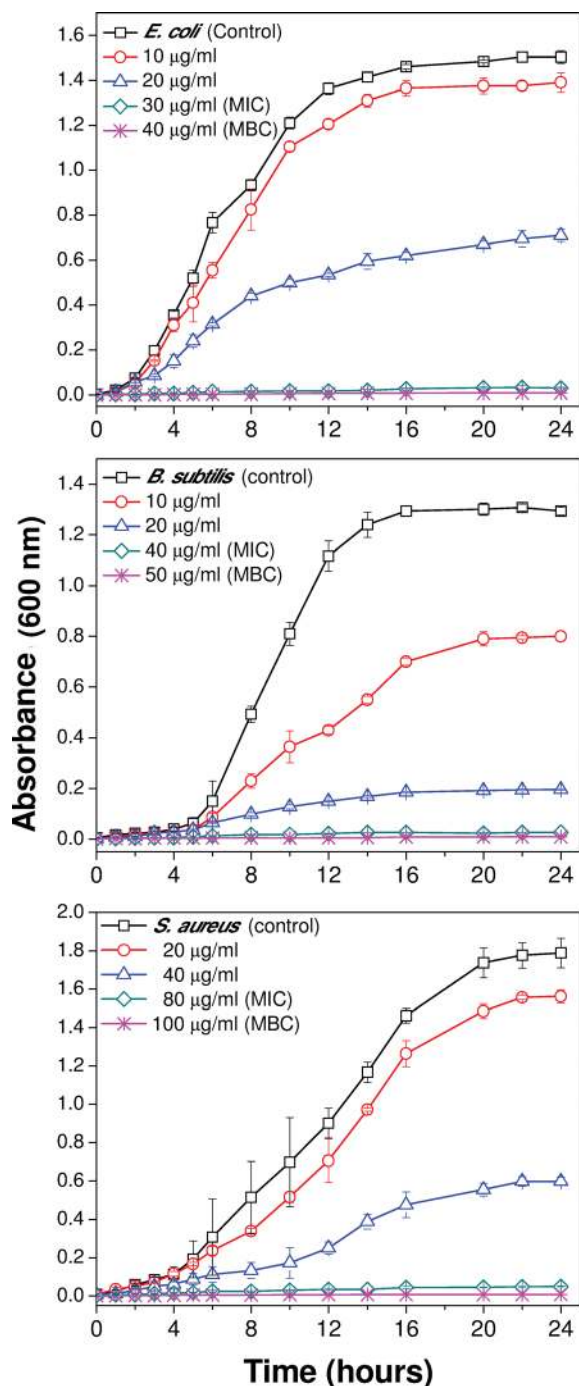 E. coli (Control)
10 μg/ml
20 μg/ml
30 μg/ml (MIC)
40 μg/ml (MBC)
1.6
1.4
1.2
1.0
0.8
0.6
0.4
0.2
0.0
0 4 8 12 16 20 24
B. subtilis (control)
10 μg/ml
20 μg/ml
40 μg/ml (MIC)
50 μg/ml (MBC)
1.4
1.2
1.0
0.8
0.6
0.4
0.2
0.0
0 4 8 12 16 20 24
Absorbance (600 nm)
S. aureus (control)
20 μg/ml
40 μg/ml
80 μg/ml (MIC)
100 μg/ml (MBC)
2.0
1.8
1.6
1.4
1.2
1.0
0.8
0.6
0.4
0.2
0.0
0 4 8 12 16 20 24
Time (hours)